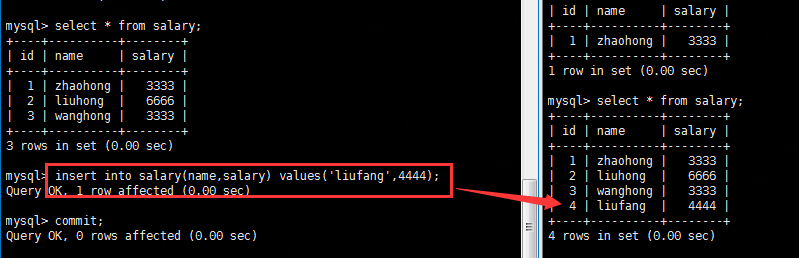 mysql> select * from salary;
+----+----------+--------+
| id | name     | salary |
+----+----------+--------+
|  1 | zhaohong |   3333 |
|  2 | liuhong  |   6666 |
|  3 | wanghong |   3333 |
+----+----------+--------+
3 rows in set (0.00 sec)
mysql> insert into salary(name,salary) values('liufang',4444);
Query OK, 1 row affected (0.00 sec)
mysql> commit;
Query OK, 0 rows affected (0.00 sec)
| id | name     | salary |
+----+----------+--------+
|  1 | zhaohong |   3333 |
+----+----------+--------+
1 row in set (0.00 sec)
mysql> select * from salary;
+----+----------+--------+
| id | name     | salary |
+----+----------+--------+
|  1 | zhaohong |   3333 |
|  2 | liuhong  |   6666 |
|  3 | wanghong |   3333 |
|  4 | liufang  |   4444 |
+----+----------+--------+
4 rows in set (0.00 sec)